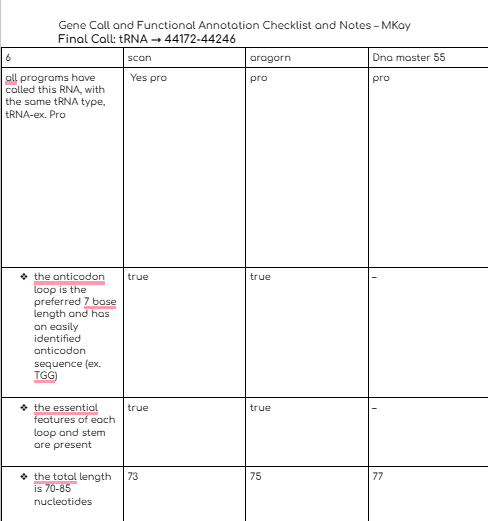 Gene Call and Functional Annotation Checklist and Notes – MKay
Final Call: tRNA → 44172-44246
6
scan
aragorn
Dna master 55
all programs have
called this RNA, with
the same tRNA type,
tRNA-ex. Pro
Yes pro
pro
pro
❖ the anticodon
loop is the
preferred 7 base
length and has
an easily
identified
anticodon
sequence (ex.
TGG)
true
true
–
❖ the essential
features of each
loop and stem
are present
true
true
–
❖ the total length
is 70-85
nucleotides
73
75
77